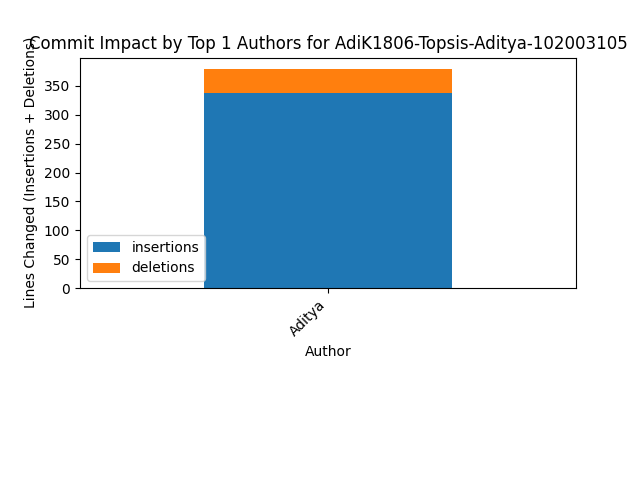 Commit Impact by Top 1 Authors for AdiK1806-Topsis-Aditya-102003105
Lines Changed (Insertions + Deletions)
350
300
250
200
150
100
50
0
insertions
deletions
Aditya
Author